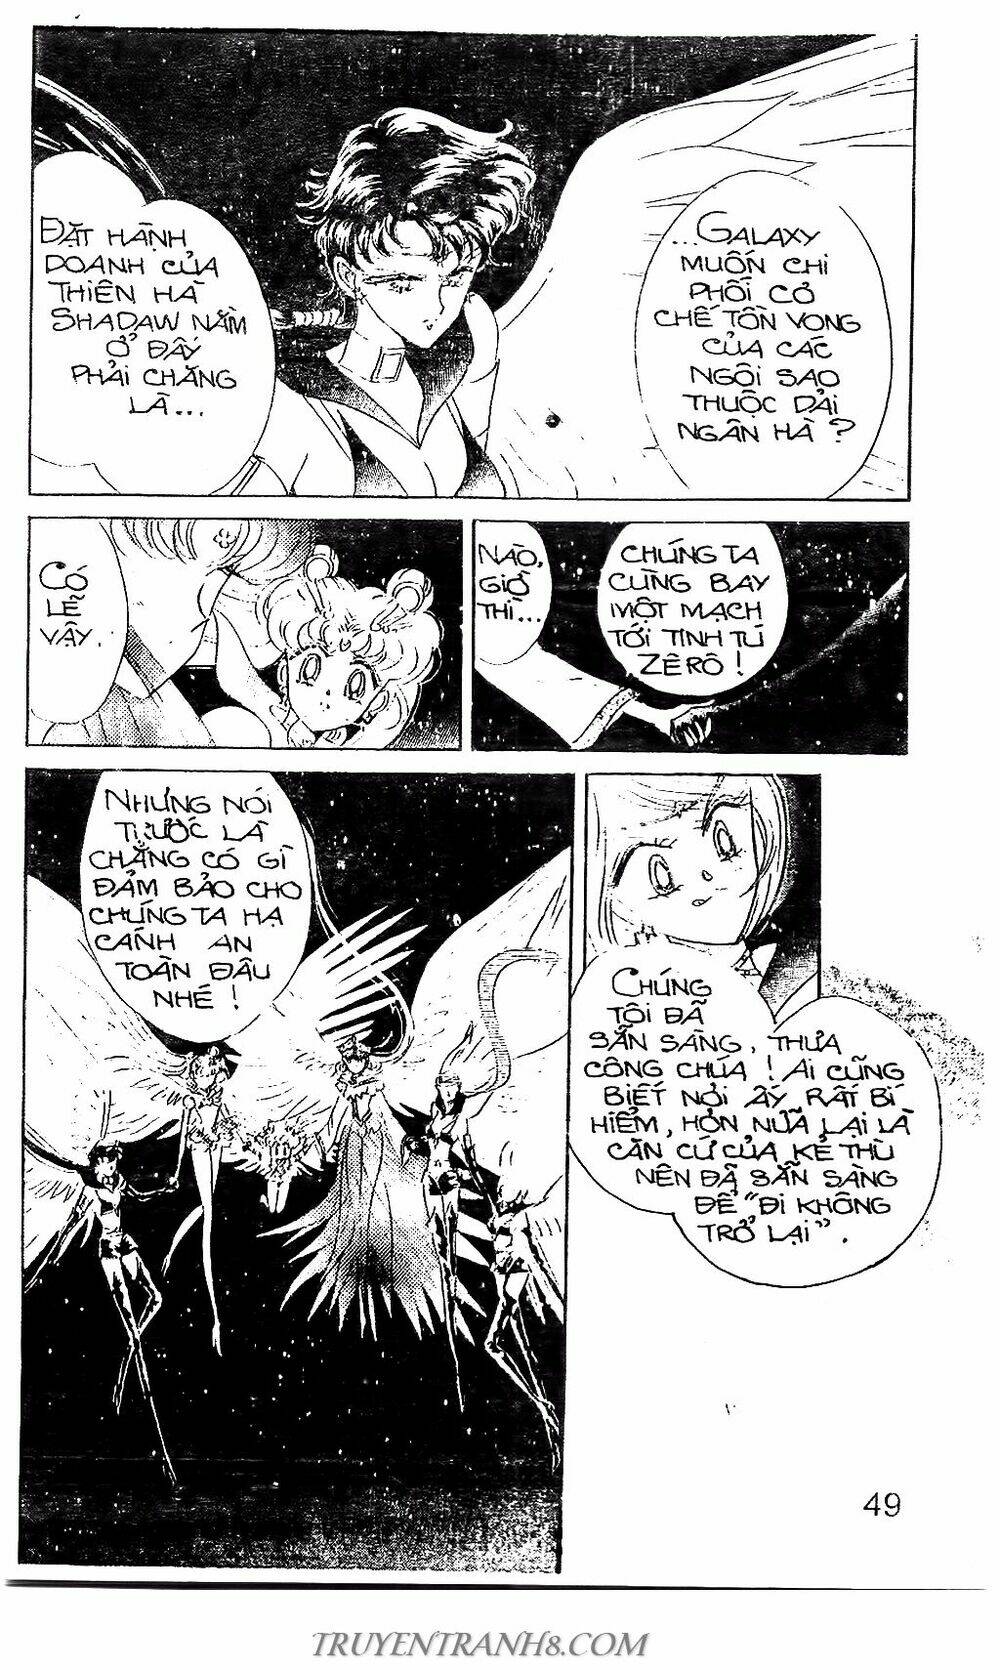 ĐẶT HÀNH
DOANH CỦA
THIÊN HÀ
SHADAW NẰM
Ở ĐẤY
PHẢI CHĂNG
LÀ...
...GALAXY
MUỐN CHI
PHỐI CƠ
CHẾ TỒN VONG
CỦA CÁC
NGÔI SAO
THUỘC DẢI
NGÂN HÀ?
CÓ
LẼ
VẬY.
NÀO,
GIỜ
THÌ...
CHÚNG TA
CÙNG BAY
MỘT MẠCH
TỚI TINH TÚ
ZÊRÔ!
NHƯNG NÓI
TRƯỚC LÀ
CHẲNG CÓ GÌ
ĐẢM BẢO CHO
CHÚNG TA HẠ
CÁNH AN
TOÀN ĐÂU
NHÉ!
CHÚNG
TÔI ĐÃ
SẴN SÀNG, THƯA
CÔNG CHÚA! AI CŨNG
BIẾT NƠI ẤY RẤT BÍ
HIỂM, HƠN NỮA LẠI LÀ
CĂN CỨ CỦA KẺ THÙ
NÊN ĐÃ SẴN SÀNG
ĐỂ "ĐI KHÔNG
TRỞ LẠI".
49
TRUYENTRANH8.COM